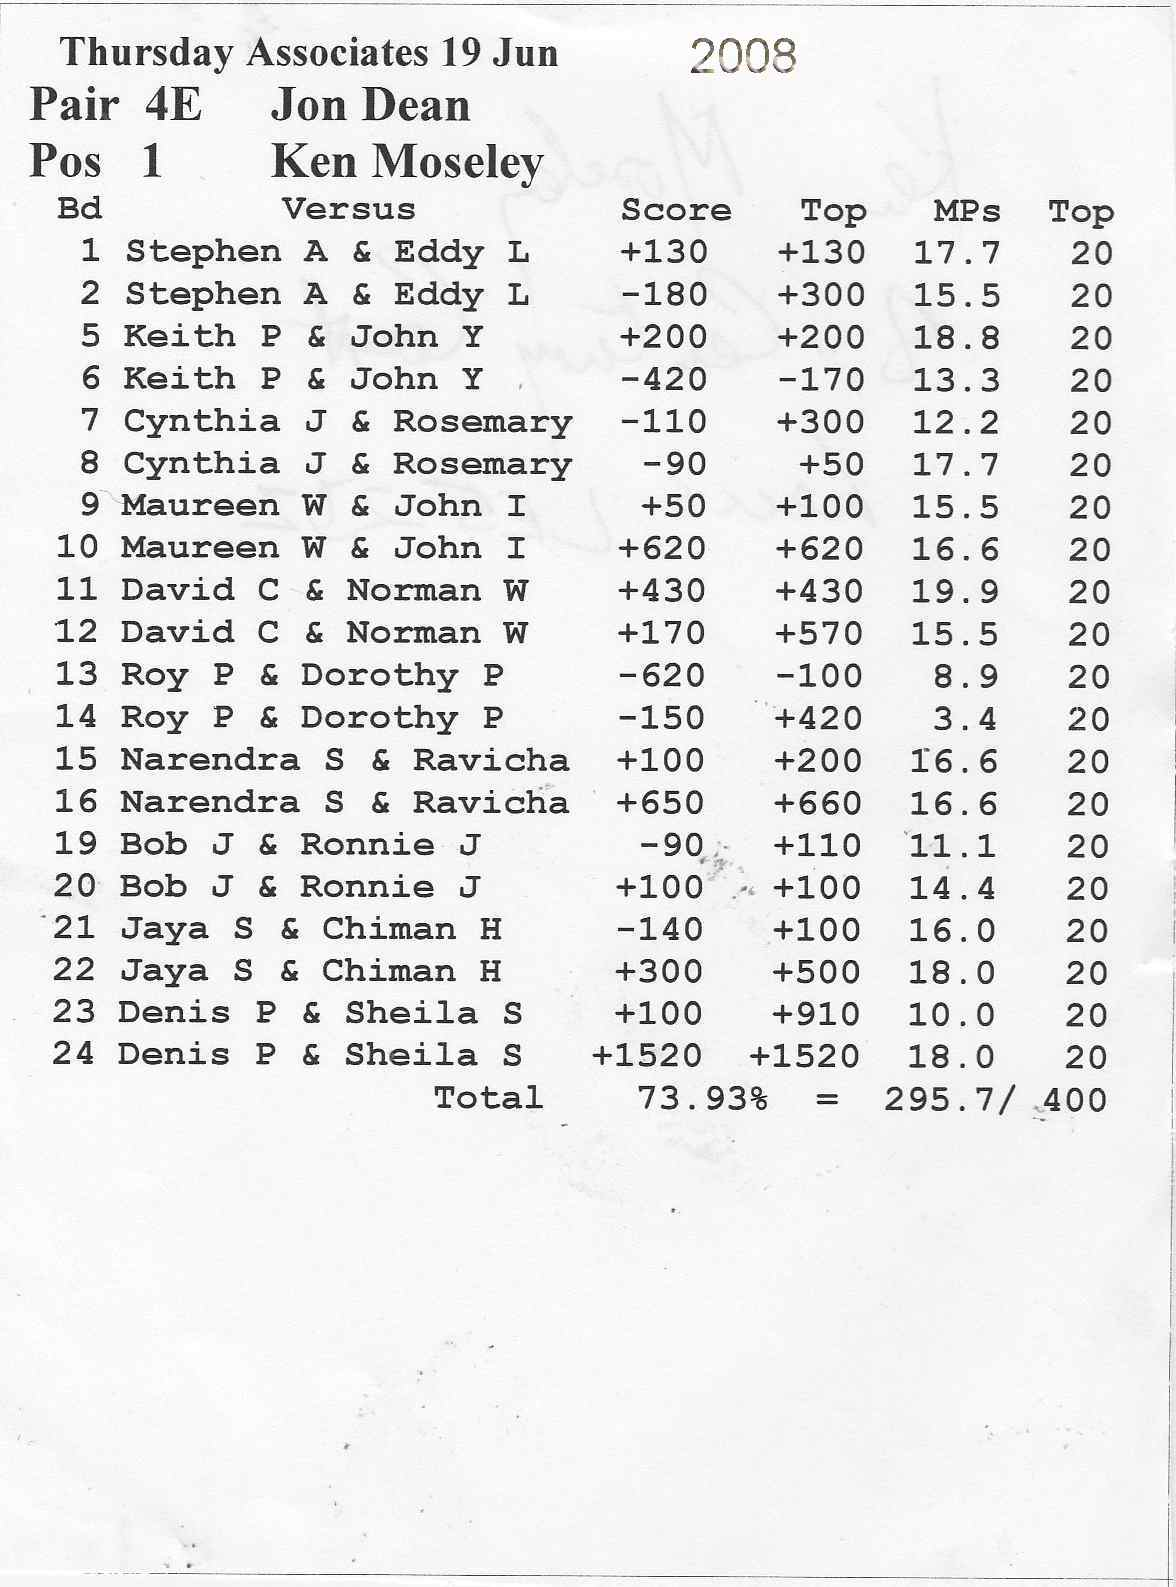 Thursday Associates 19 Jun 2008
Pair 4E Jon Dean
Pos 1 Ken Moseley
Bd Versus Score Top MPs Top
1 Stephen A & Eddy L +130 +130 17.7 20
2 Stephen A & Eddy L -180 +300 15.5 20
5 Keith P & John Y +200 +200 18.8 20
6 Keith P & John Y -420 -170 13.3 20
7 Cynthia J & Rosemary -110 +300 12.2 20
8 Cynthia J & Rosemary -90 +50 17.7 20
9 Maureen W & John I +50 +100 15.5 20
10 Maureen W & John I +620 +620 16.6 20
11 David C & Norman W +430 +430 19.9 20
12 David C & Norman W +170 +570 15.5 20
13 Roy P & Dorothy P -620 -100 8.9 20
14 Roy P & Dorothy P -150 +420 3.4 20
15 Narendra S & Ravicha +100 +200 16.6 20
16 Narendra S & Ravicha +650 +660 16.6 20
19 Bob J & Ronnie J -90 +110 11.1 20
20 Bob J & Ronnie J +100 +100 14.4 20
21 Jaya S & Chiman H -140 +100 16.0 20
22 Jaya S & Chiman H +300 +500 18.0 20
23 Denis P & Sheila S +100 +910 10.0 20
24 Denis P & Sheila S +1520 +1520 18.0 20
Total 73.93% = 295.7/ 400